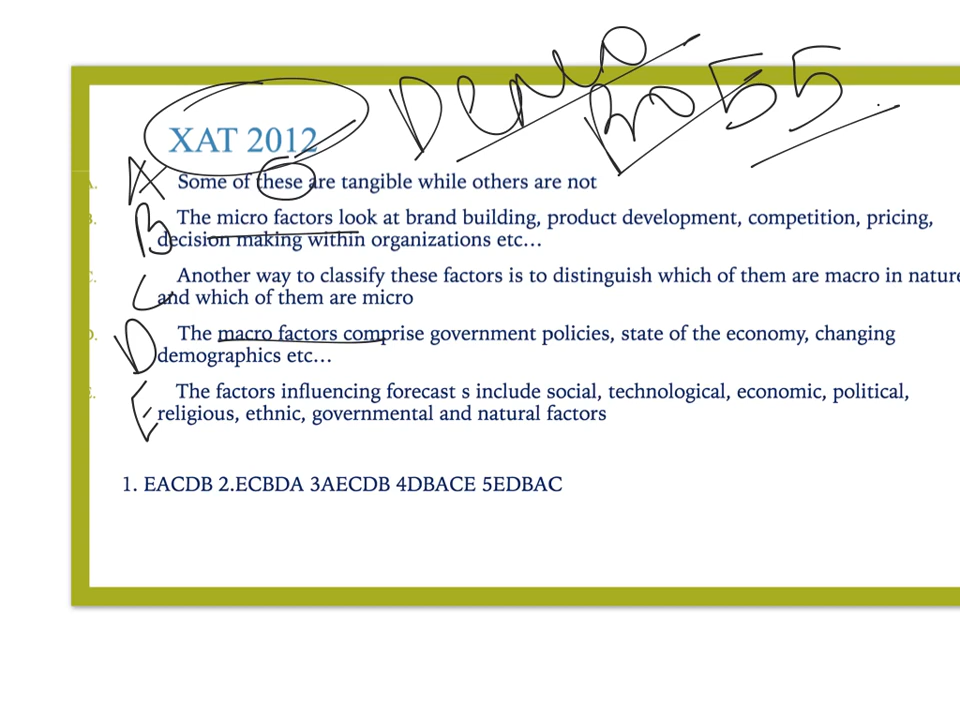 Demo
55
XAT 2012
A. A Some of these are tangible while others are not
B. B The micro factors look at brand building, product development, competition, pricing,
decision making within organizations etc...
C. C Another way to classify these factors is to distinguish which of them are macro in nature
and which of them are micro
D. D The macro factors comprise government policies, state of the economy, changing
demographics etc...
E. E The factors influencing forecast s include social, technological, economic, political,
religious, ethnic, governmental and natural factors
1. EACDB 2.ECBDA 3AECDB 4DBACE 5EDBAC